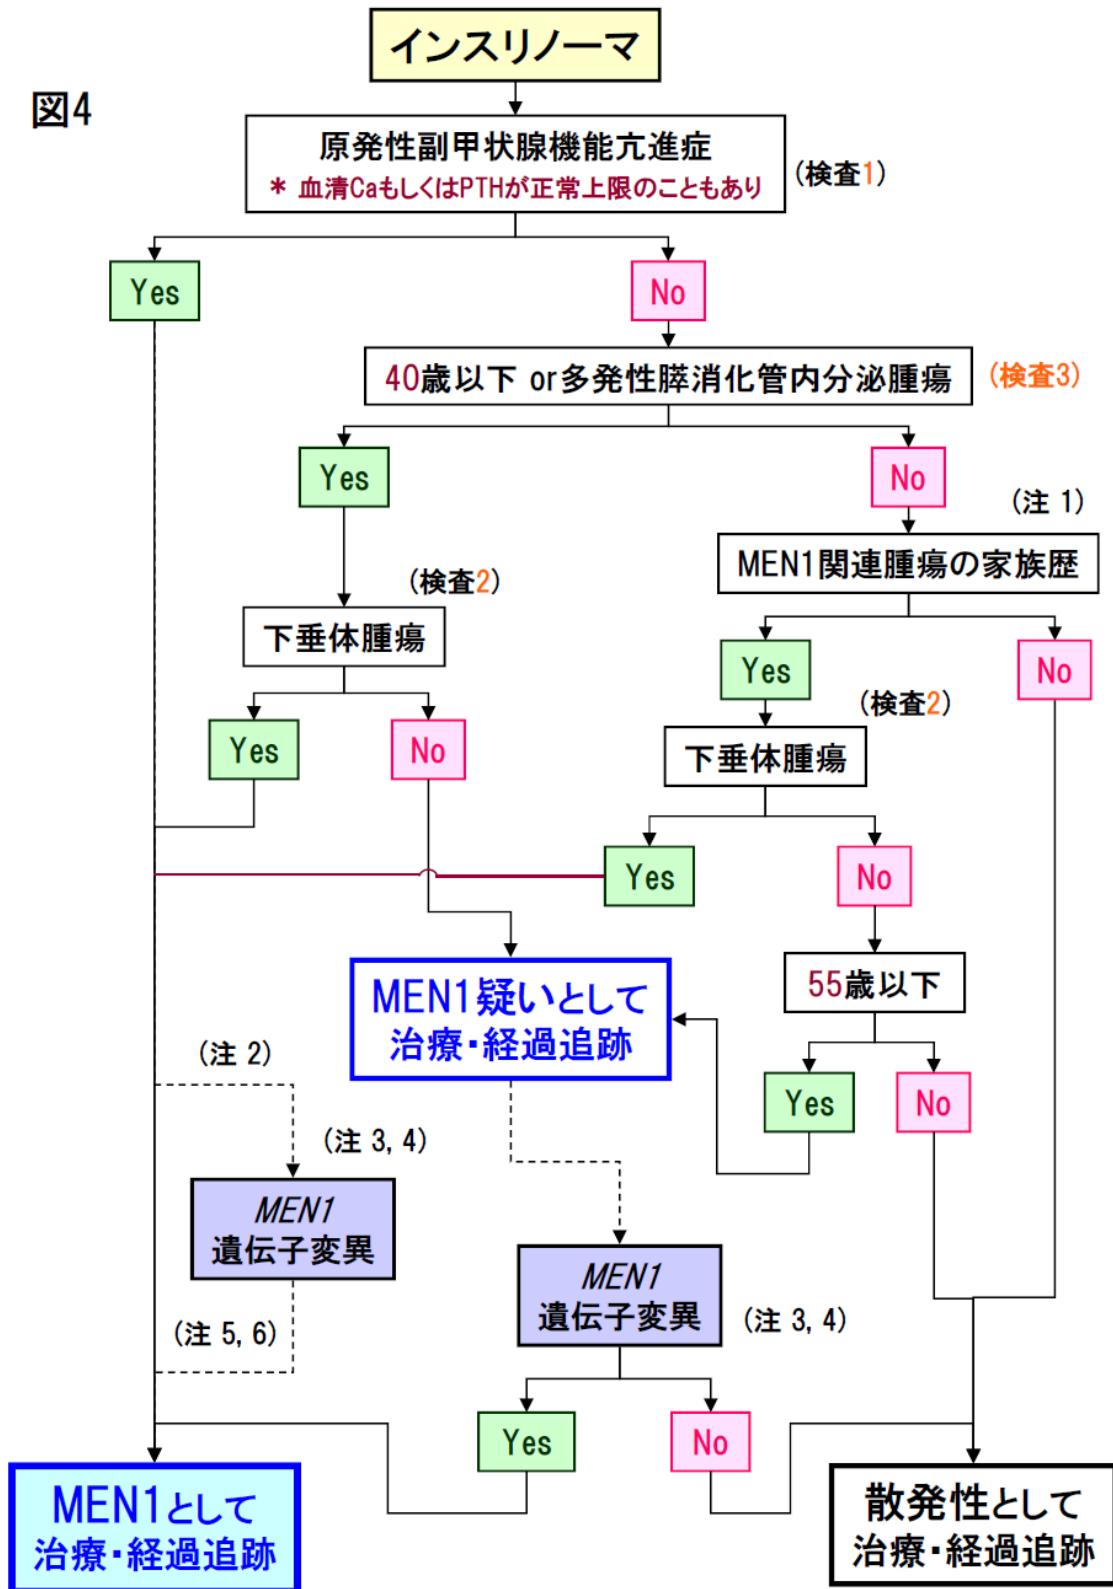 インスリノーマ
図4
原発性副甲状腺機能亢進症
* 血清CaもしくはPTHが正常上限のこともあり
(検査1)
Yes
No
40歳以下 or多発性膵消化管内分泌腫瘍
(検査3)
Yes
No
(注 1)
MEN1関連腫瘍の家族歴
(検査2)
下垂体腫瘍
Yes
No
(検査2)
Yes
No
下垂体腫瘍
Yes
No
55歳以下
MEN1疑いとして
治療・経過追跡
(注 2)
Yes
No
(注 3, 4)
MEN1
遺伝子変異
MEN1
遺伝子変異
(注 3, 4)
(注 5, 6)
Yes
No
MEN1として
治療・経過追跡
散発性として
治療・経過追跡